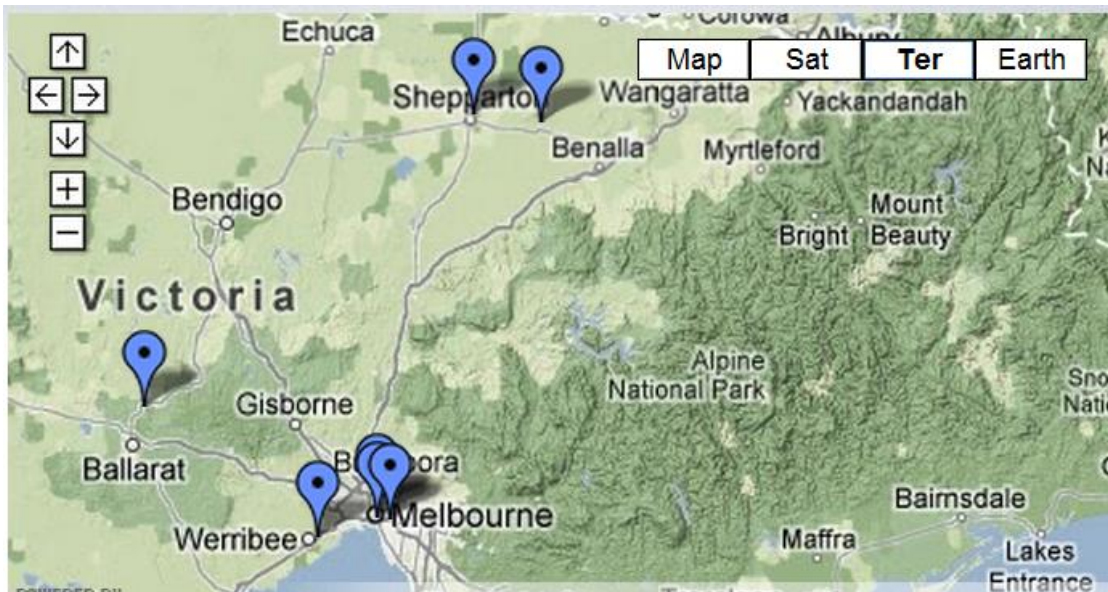 Echuca
Corowa
Albury
Map Sat Ter Earth
Shepparton
Wangaratta
Yackandandah
Benalla
Myrtleford
Bendigo
Mount
Beauty
Bright
Victoria
Alpine
National Park
Gisborne
Ballarat
Melbourne
Werribee
Bairnsdale
Maffra
Lakes
Entrance